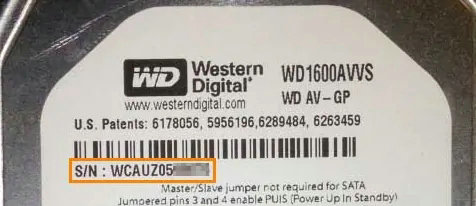 WD Western Digital® WD1600AVVS
www.westerndigital.com WD AV-GP
U.S. Patents: 6178056, 5956196,6289484, 6263459
S/N : WCAUZ05
Master/Slave jumper not required for SATA
Jumpered pins 3 and 4 enable PUIS (Power Up In Standby)